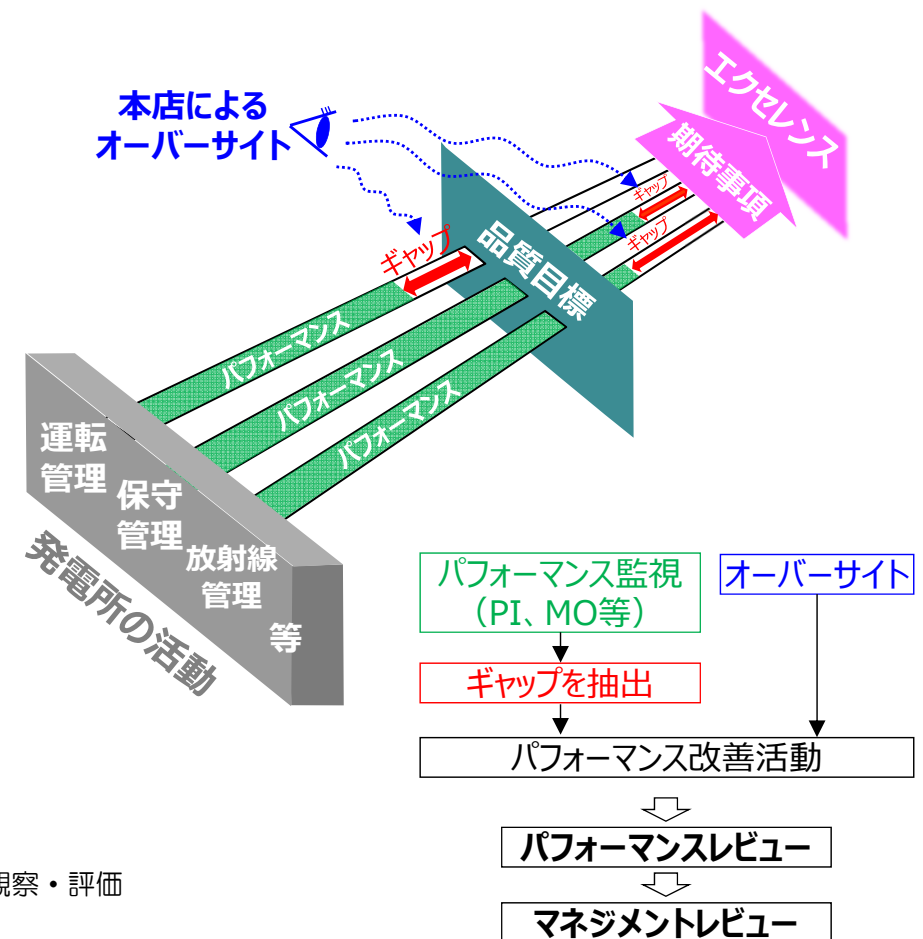 エクセレンス
期待事項
本店による
オーバーサイト
ギャップ
ギャップ
ギャップ
品質目標
パフォーマンス
パフォーマンス
パフォーマンス
運転
管理
保守
管理
放射線
管理
等
発電所の活動
パフォーマンス監視
（PI、MO等）
オーバーサイト
ギャップを抽出
パフォーマンス改善活動
パフォーマンスレビュー
マネジメントレビュー
観察・評価